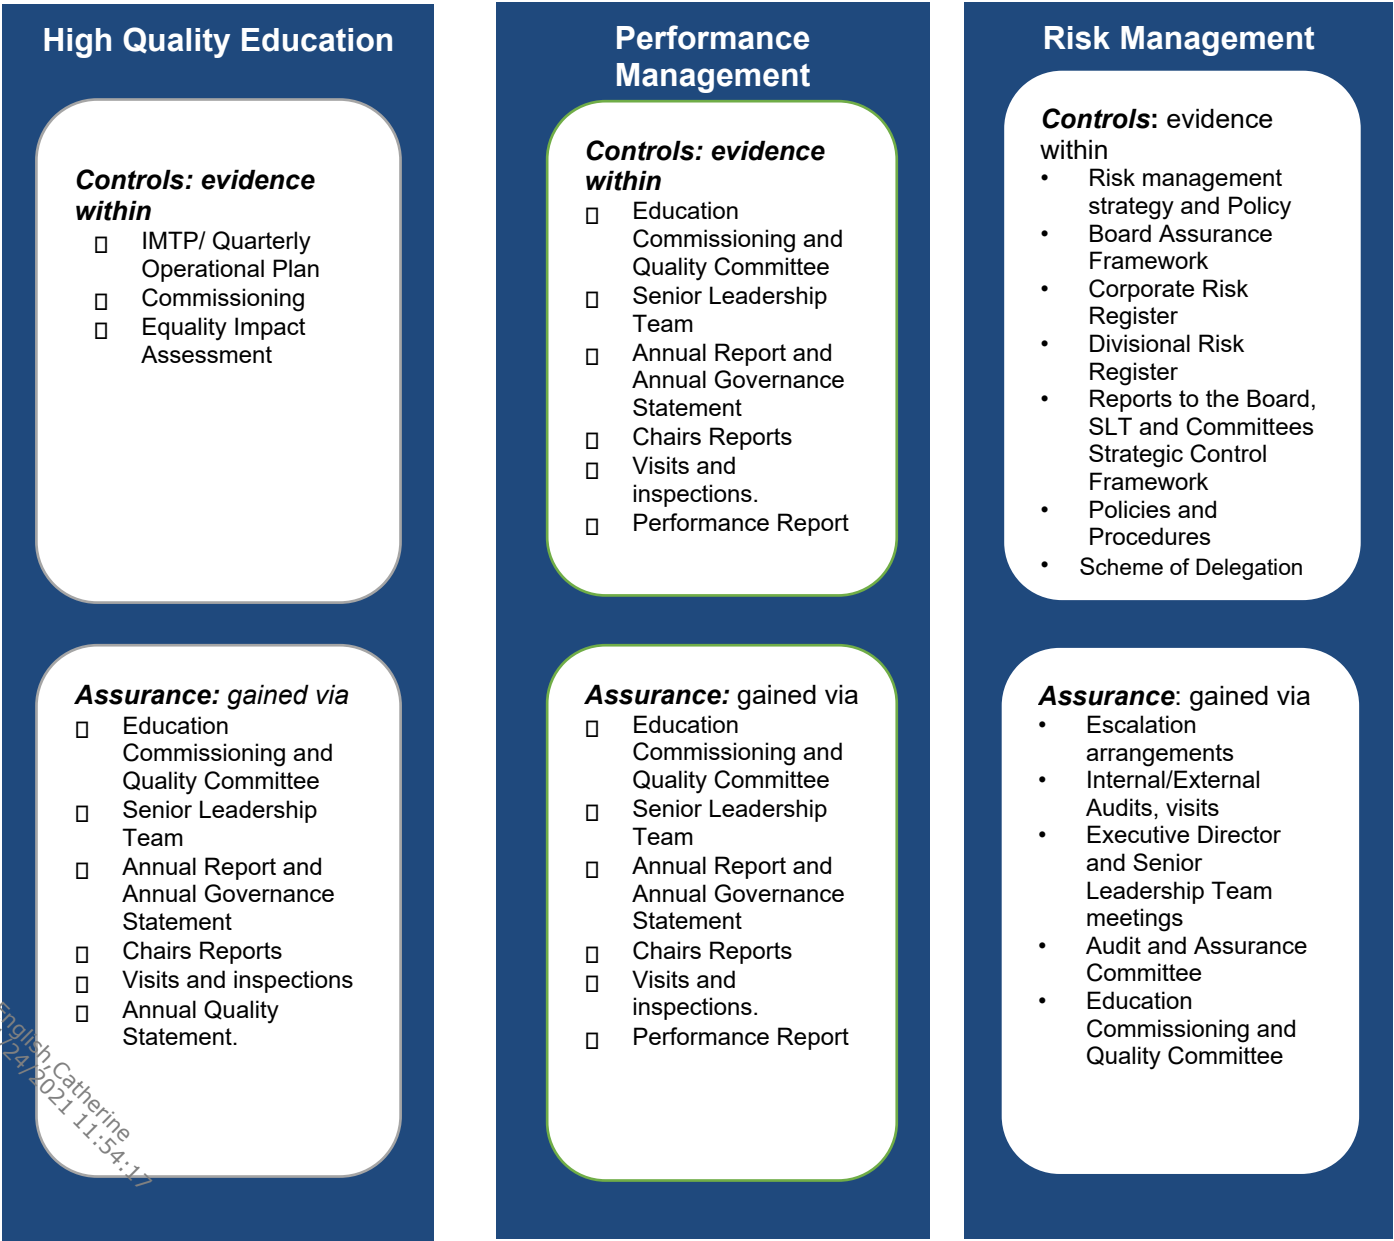 High Quality Education
Controls: evidence
within
IMTP/ Quarterly
Operational Plan
Commissioning
Equality Impact
Assessment
Assurance: gained via
Education
Commissioning and
Quality Committee
Senior Leadership
Team
Annual Report and
Annual Governance
Statement
Chairs Reports
Visits and inspections
Annual Quality
Statement.
Performance
Management
Controls: evidence
within
Education
Commissioning and
Quality Committee
Senior Leadership
Team
Annual Report and
Annual Governance
Statement
Chairs Reports
Visits and
inspections.
Performance Report
Assurance: gained via
Education
Commissioning and
Quality Committee
Senior Leadership
Team
Annual Report and
Annual Governance
Statement
Chairs Reports
Visits and
inspections.
Performance Report
Risk Management
Controls: evidence
within
• Risk management
strategy and Policy
• Board Assurance
Framework
• Corporate Risk
Register
• Divisional Risk
Register
• Reports to the Board,
SLT and Committees
Strategic Control
Framework
• Policies and
Procedures
• Scheme of Delegation
Assurance: gained via
• Escalation
arrangements
• Internal/External
Audits, visits
• Executive Director
and Senior
Leadership Team
meetings
• Audit and Assurance
Committee
• Education
Commissioning and
Quality Committee
English,Catherine
/24/2021 11:54:17